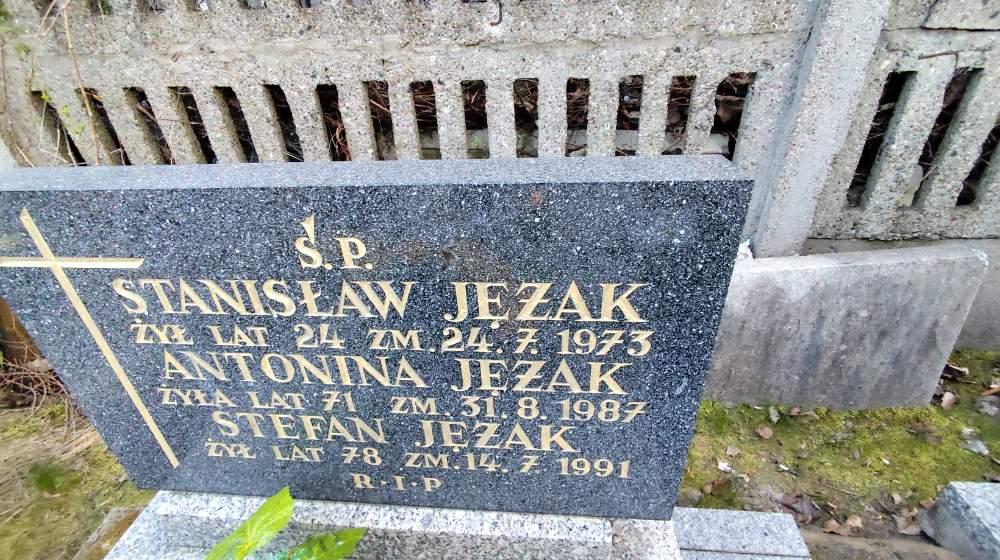 Ś. P.
STANISŁAW JĘŻAK
ŻYŁ LAT 24 ZM. 24. 7. 1973
ANTONINA JĘŻAK
ŻYŁA LAT 71 ZM. 31. 8. 1987
STEFAN JĘŻAK
ŻYŁ LAT 78 ZM. 14. 7 1991
R · I · P